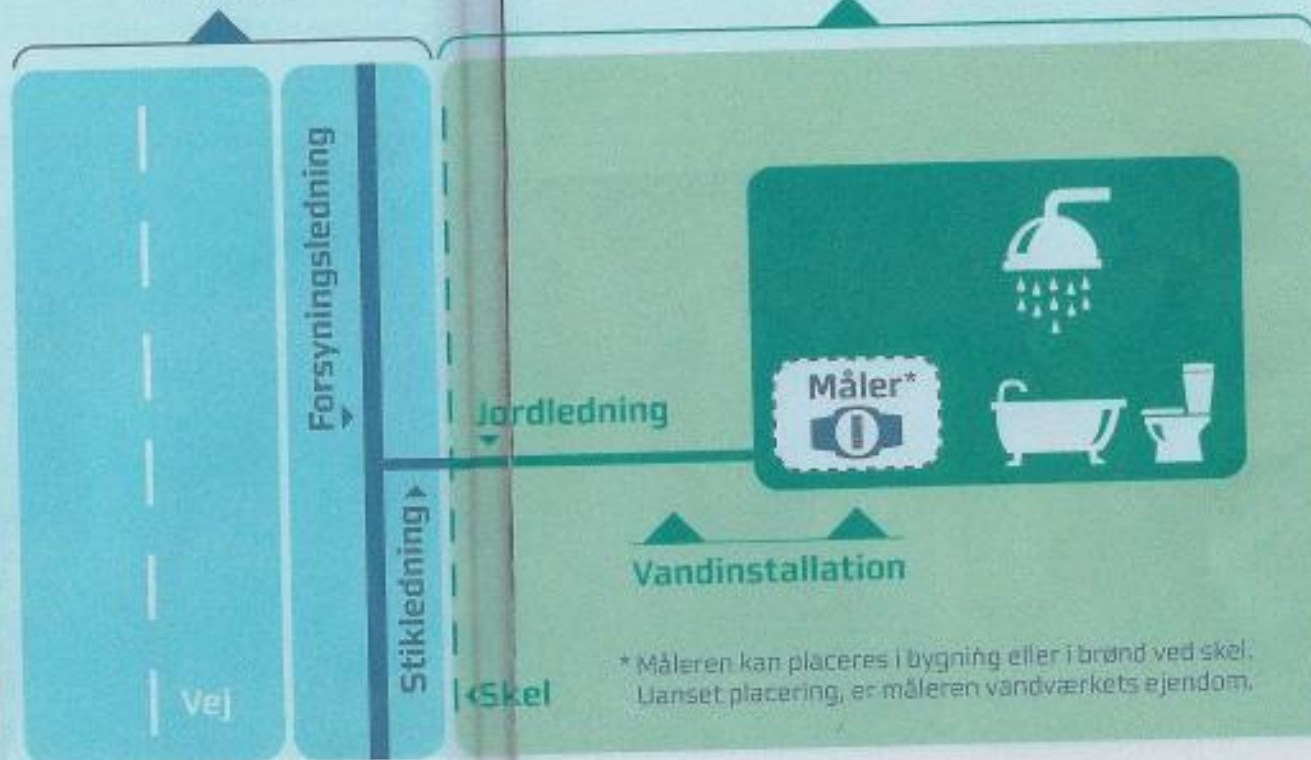 Forsyningsledning
Måler*
Jordledning
Stikledning
Vandinstallation
* Måleren kan placeres i bygning eller i brønd ved skel.
Uanset placering, er måleren vandværkets ejendom.
Skel
Vej